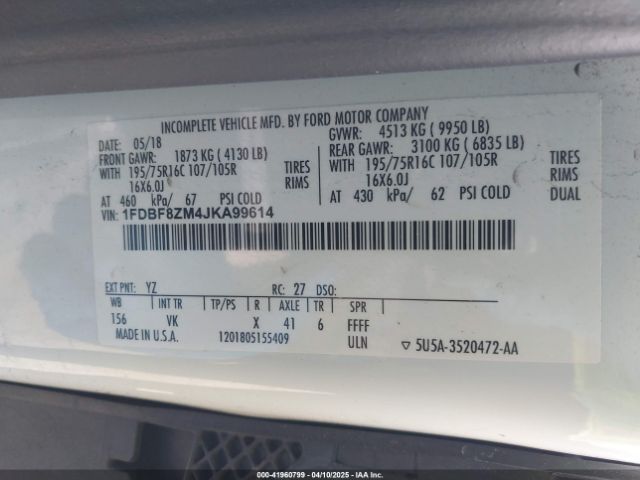 INCOMPLETE VEHICLE MFD. BY FORD MOTOR COMPANY
DATE: 05/18 GVWR: 4513 KG ( 9950 LB)
FRONT GAWR: 1873 KG ( 4130 LB) REAR GAWR: 3100 KG ( 6835 LB)
WITH 195/75R16C 107/105R TIRES WITH 195/75R16C 107/105R TIRES
16X6.0J RIMS 16X6.0J RIMS
AT 460 kPa/ 67 PSI COLD AT 430 kPa/ 62 PSI COLD DUAL
VIN: 1FDBF8ZM4JKA99614
EXT PNT: YZ RC: 27 DSO:
WB INT TR TP/PS R AXLE TR SPR
156 VK X 41 6 FFFF
MADE IN U.S.A. 1201805155409 ULN ▽ 5U5A-3520472-AA
000-41960799 - 04/10/2025 - IAA Inc.